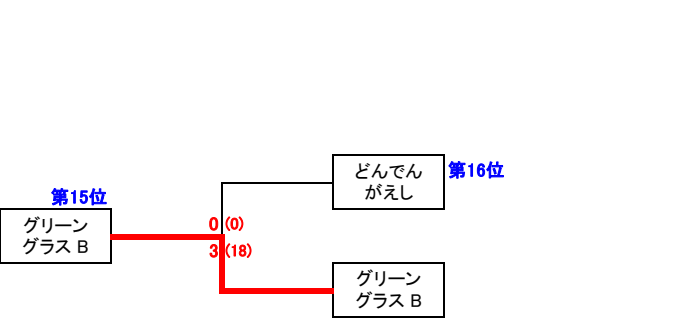 どんでん
がえし
第16位
第15位
グリーン
グラス B
0 (0)
3 (18)
グリーン
グラス B